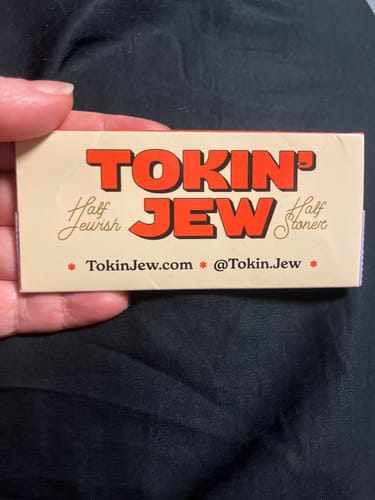 TOKIN'
JEW
Half
Jewish
Half
Stoner
TokinJew.com * @Tokin.Jew